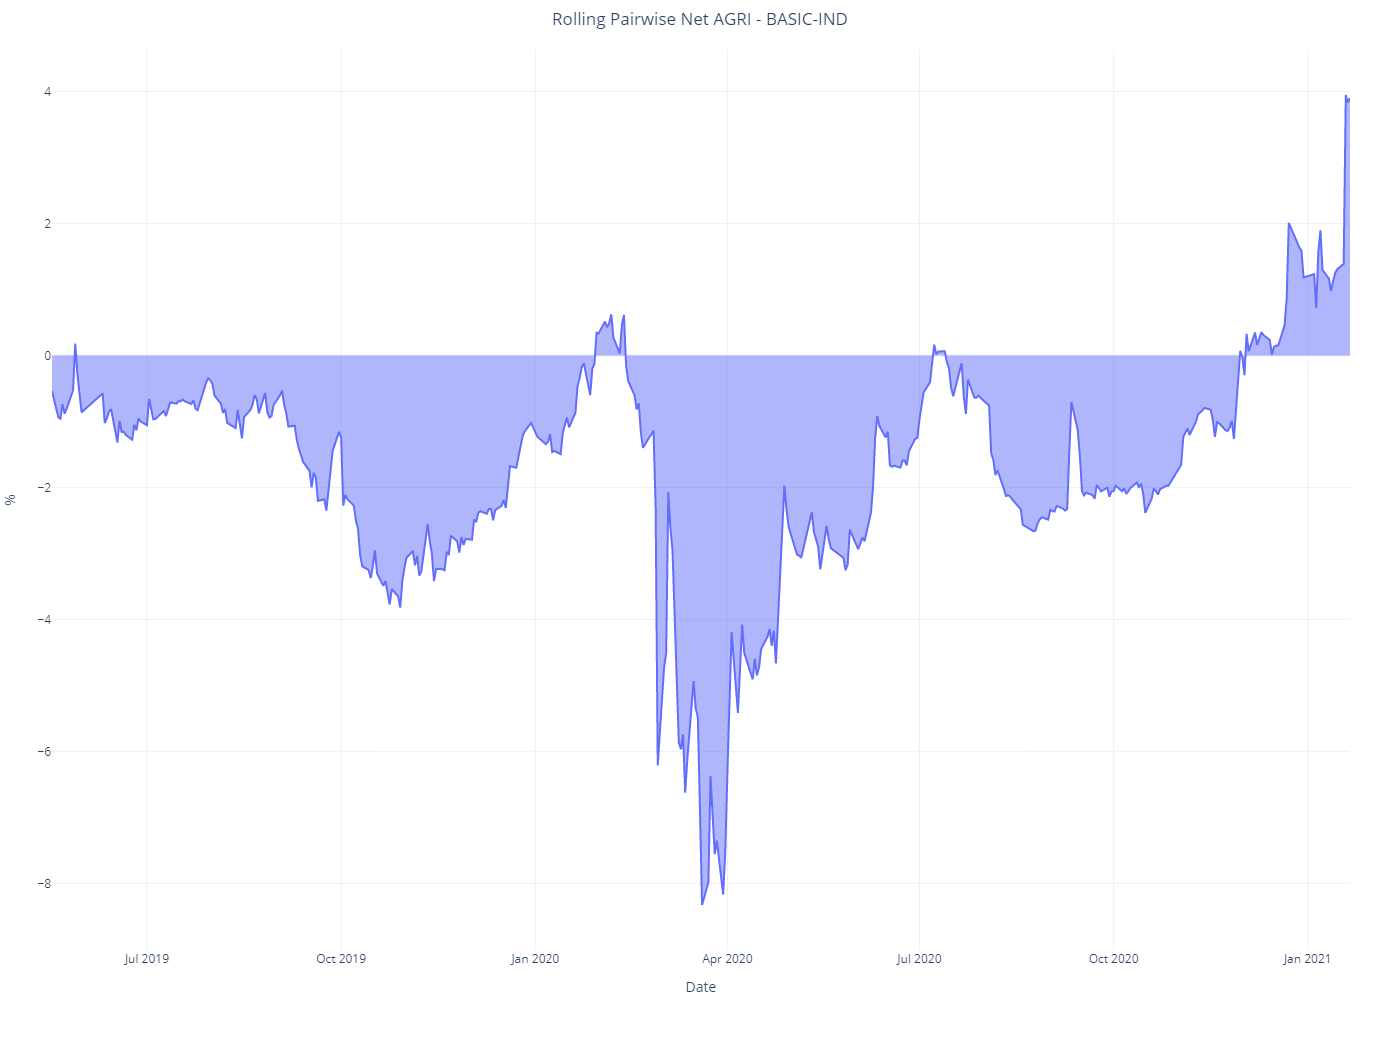 Rolling Pairwise Net AGRI - BASIC-IND
4
2
0
−2
−4
−6
−8
%
Jul 2019
Oct 2019
Jan 2020
Apr 2020
Jul 2020
Oct 2020
Jan 2021
Date